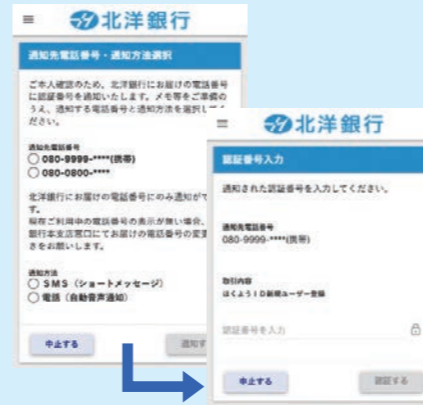 北洋銀行
通知先電話番号・通知方法選択
ご本人確認のため、北洋銀行にお届けの電話番号
に認証番号を通知いたします。メモ等をご準備の
うえ、通知する電話番号と通知方法を選択してく
ださい。
通知先電話番号
080-9999-****(携帯)
080-0800-****
北洋銀行にお届けの電話番号にのみ通知がで
す。
現在ご利用中の電話番号の表示が無い場合、
銀行本支店窓口にてお届けの電話番号の変更
きをお願いします。
通知方法
SMS（ショートメッセージ）
電話（自動音声通知）
中止する
通知す
北洋銀行
認証番号入力
通知された認証番号を入力してください。
通知先電話番号
080-9999-****(携帯)
取引内容
ほくようID新規ユーザー登録
認証番号を入力
中止する
認証する